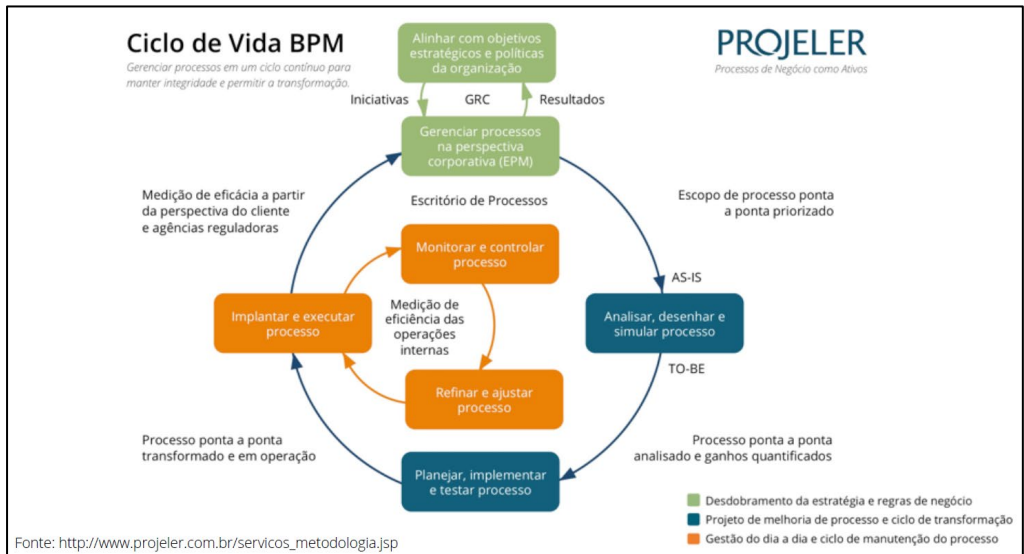 Ciclo de Vida BPM
Gerenciar processos em um ciclo contínuo para
manter integridade e permitir a transformação.
Alinhar com objetivos
estratégicos e políticas
da organização
PROJELER
Processos de Negócio como Ativos
Iniciativas
GRC
Resultados
Gerenciar processos
na perspectiva
corporativa (EPM)
Medição de eficácia a partir
da perspectiva do cliente
e agências reguladoras
Escritório de Processos
Escopo de processo ponta
a ponta priorizado
Monitorar e controlar
processo
AS-IS
Implantar e executar
processo
Medição de
eficiência das
operações
internas
Analisar, desenhar e
simular processo
TO-BE
Refinar e ajustar
processo
Processo ponta a ponta
transformado e em operação
Processo ponta a ponta
analisado e ganhos quantificados
Planejar, implementar
e testar processo
Desdobramento da estratégia e regras de negócio
Projeto de melhoria de processo e ciclo de transformação
Gestão do dia a dia e ciclo de manutenção do processo
Fonte: http://www.projeler.com.br/servicos_metodologia.jsp